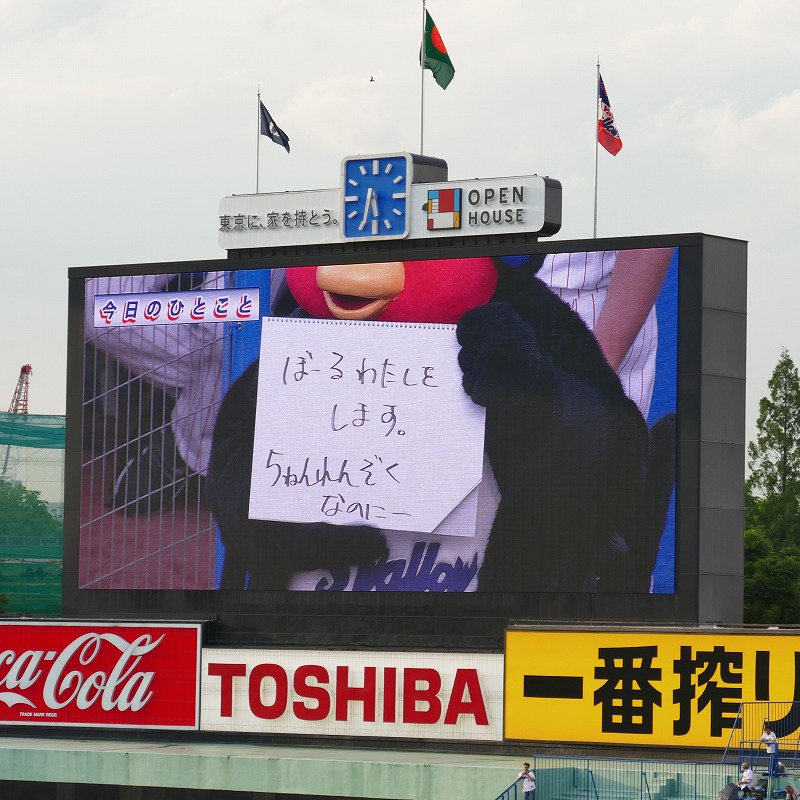 東京に、家を持とう。
OPEN
HOUSE
今日のひとこと
ぼーるわたしを
します。
5ねんれんぞく
なのにー
Swallow
Coca-Cola
TRADE MARK REGD
TOSHIBA
一番搾り